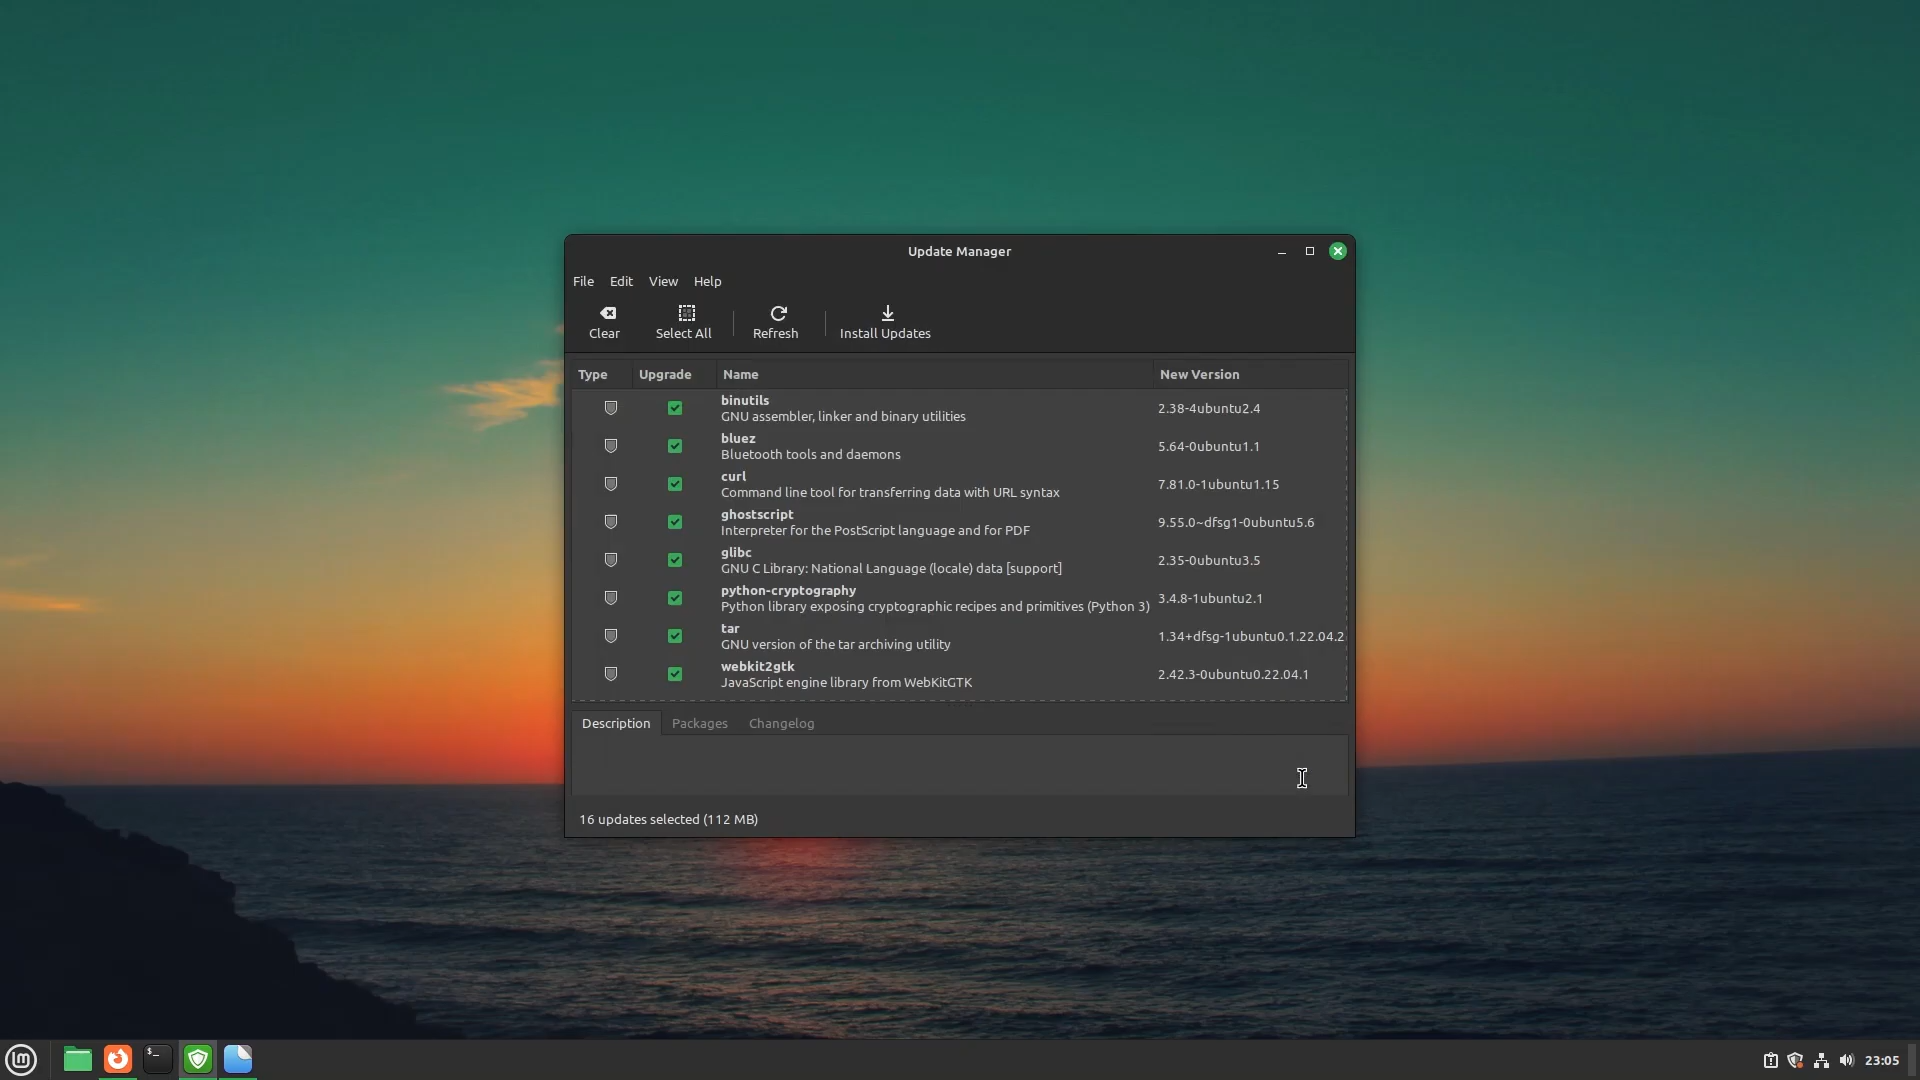 Update Manager
File Edit View Help
Clear Select All Refresh Install Updates
Type Upgrade Name New Version
binutils
GNU assembler, linker and binary utilities
2.38-4ubuntu2.4
bluez
Bluetooth tools and daemons
5.64-0ubuntu1.1
curl
Command line tool for transferring data with URL syntax
7.81.0-1ubuntu1.15
ghostscript
Interpreter for the PostScript language and for PDF
9.55.0~dfsg1-0ubuntu5.6
glibc
GNU C Library: National Language (locale) data [support]
2.35-0ubuntu3.5
python-cryptography
Python library exposing cryptographic recipes and primitives (Python 3)
3.4.8-1ubuntu2.1
tar
GNU version of the tar archiving utility
1.34+dfsg-1ubuntu0.1.22.04.2
webkit2gtk
JavaScript engine library from WebKitGTK
2.42.3-0ubuntu0.22.04.1
Description Packages Changelog
16 updates selected (112 MB)
lm $_ 23:05